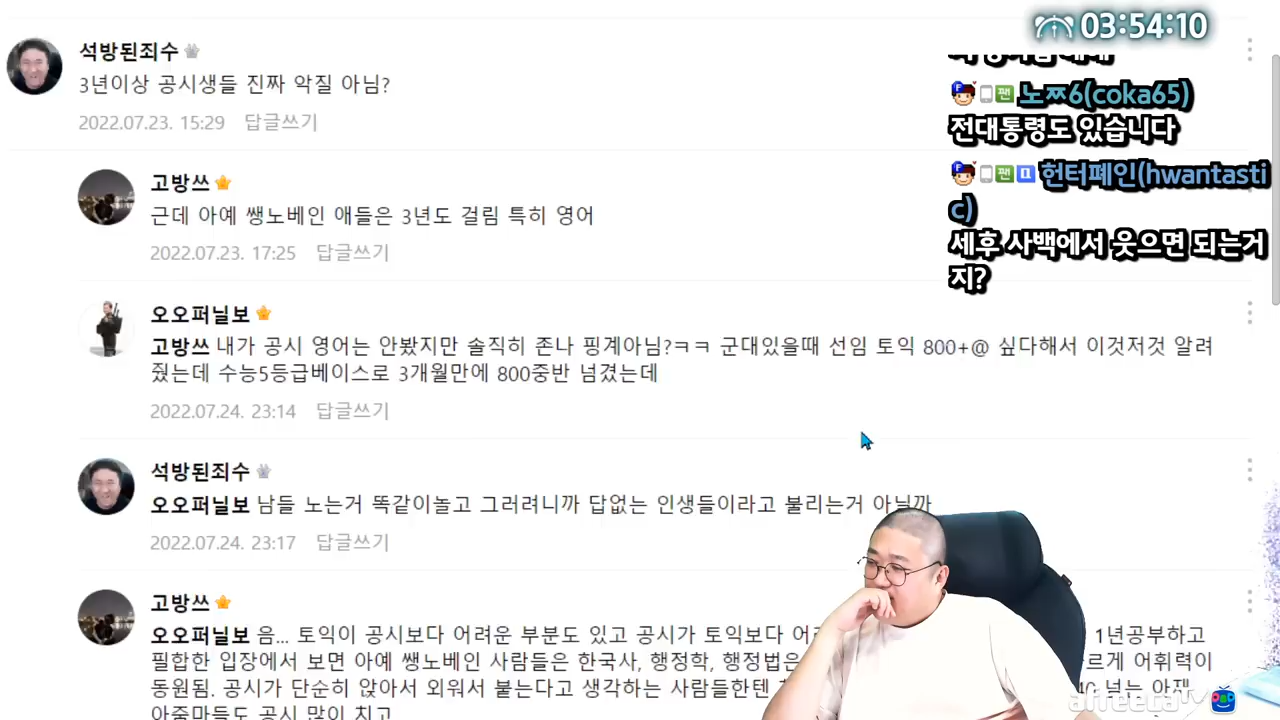 03:54:10
석방된죄수
3년이상 공시생들 진짜 악질 아님?
2022.07.23. 15:29 답글쓰기
고방쓰
근데 아예 쌩노베인 애들은 3년도 걸림 특히 영어
2022.07.23. 17:25 답글쓰기
오오퍼닐보
고방쓰 내가 공시 영어는 안봤지만 솔직히 존나 핑계아님?ㅋㅋ 군대있을때 선임 토익 800+@ 싶다해서 이것저것 알려
줬는데 수능5등급베이스로 3개월만에 800중반 넘겼는데
2022.07.24. 23:14 답글쓰기
석방된죄수
오오퍼닐보 남들 노는거 똑같이놀고 그러려니까 답없는 인생들이라고 불리는거 아닐까
2022.07.24. 23:17 답글쓰기
고방쓰
오오퍼닐보 음... 토익이 공시보다 어려운 부분도 있고 공시가 토익보다 1년공부하고
필합한 입장에서 보면 아예 쌩노베인 사람들은 한국사, 행정학, 행정법은 어휘력이
동원됨. 공시가 단순히 앉아서 외워서 붙는다고 생각하는 사람들한텐 넘는 아재
아줌마들도 공시 많이 치고
팬 노ㅉ6(coka65)
전대통령도 있습니다
팬 헌터폐인(hwantasti
c)
세후 사백에서 웃으면 되는거
지?
afreecaTV